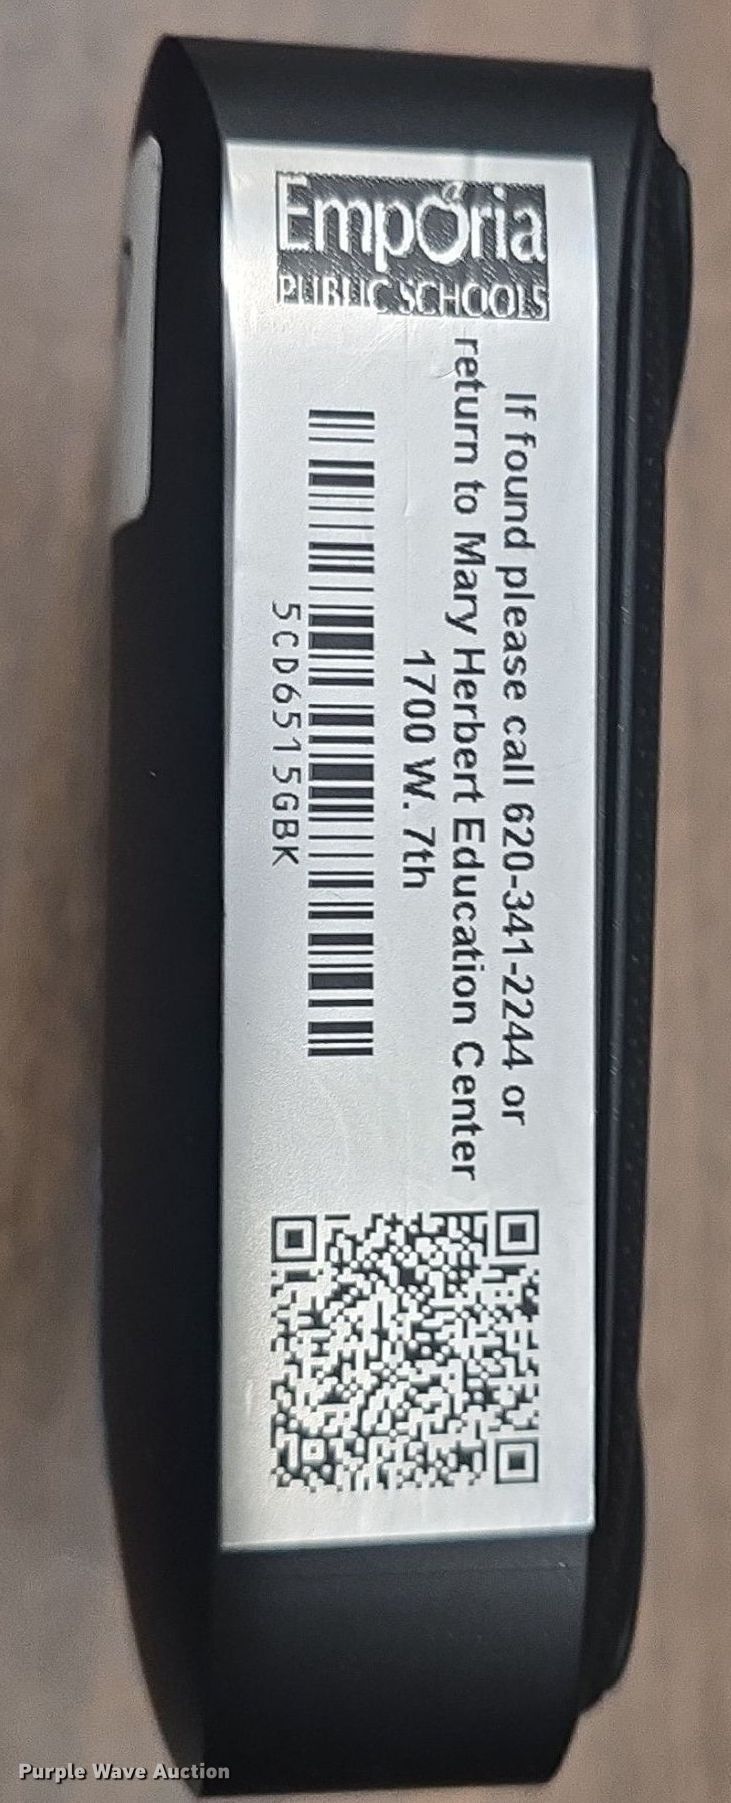 Emporia
PUBLIC SCHOOLS
If found please call 620-341-2244 or
return to Mary Herbert Education Center
1700 W. 7th
5CD6515GBK
Purple Wave Auction